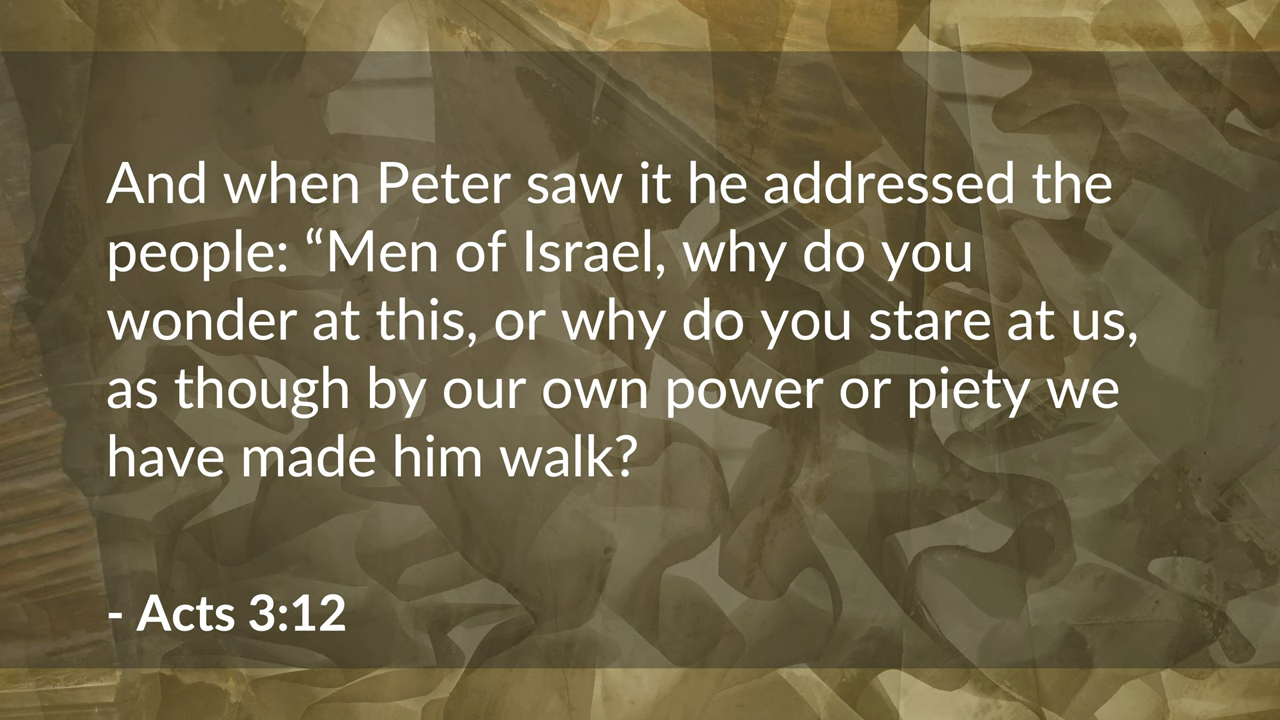 And when Peter saw it he addressed the
people: “Men of Israel, why do you
wonder at this, or why do you stare at us,
as though by our own power or piety we
have made him walk?
- Acts 3:12